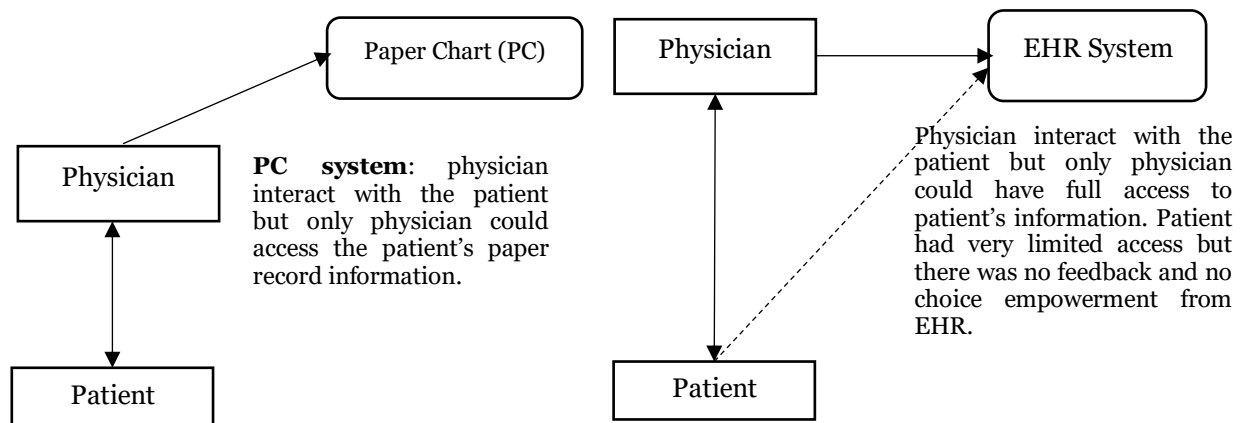 Paper Chart (PC)
Physician
PC system: physician
interact with the patient
but only physician could
access the patient's paper
record information.
Patient
Physician
EHR System
Physician interact with the
patient but only physician
could have full access to
patient's information. Patient
had very limited access but
there was no feedback and no
choice empowerment from
EHR.
Patient